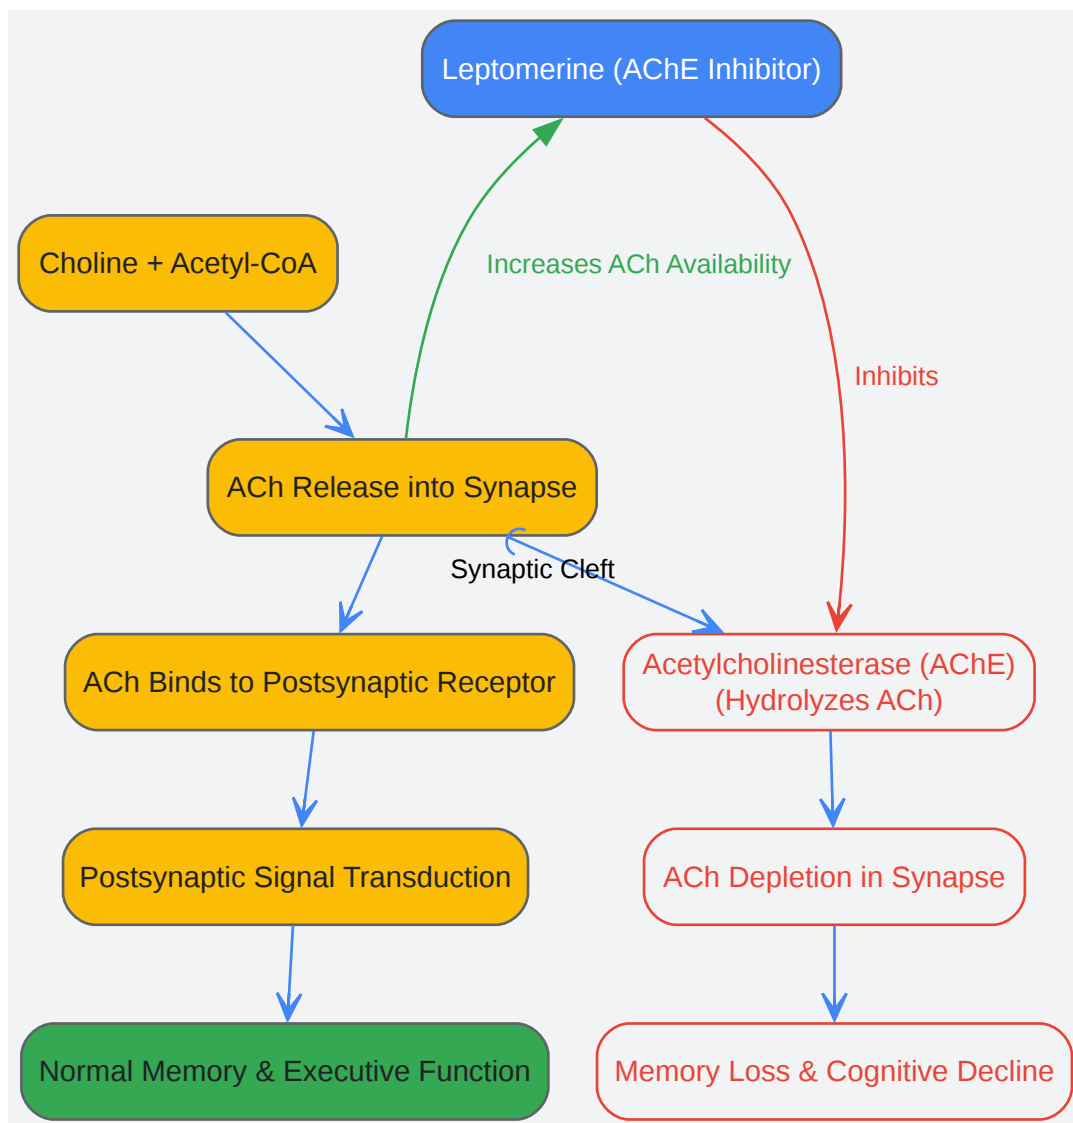 Leptomerine (AChE Inhibitor)
Choline + Acetyl-CoA
Increases ACh Availability
Inhibits
ACh Release into Synapse
Synaptic Cleft
ACh Binds to Postsynaptic Receptor
Acetylcholinesterase (AChE)
(Hydrolyzes ACh)
Postsynaptic Signal Transduction
ACh Depletion in Synapse
Normal Memory & Executive Function
Memory Loss & Cognitive Decline